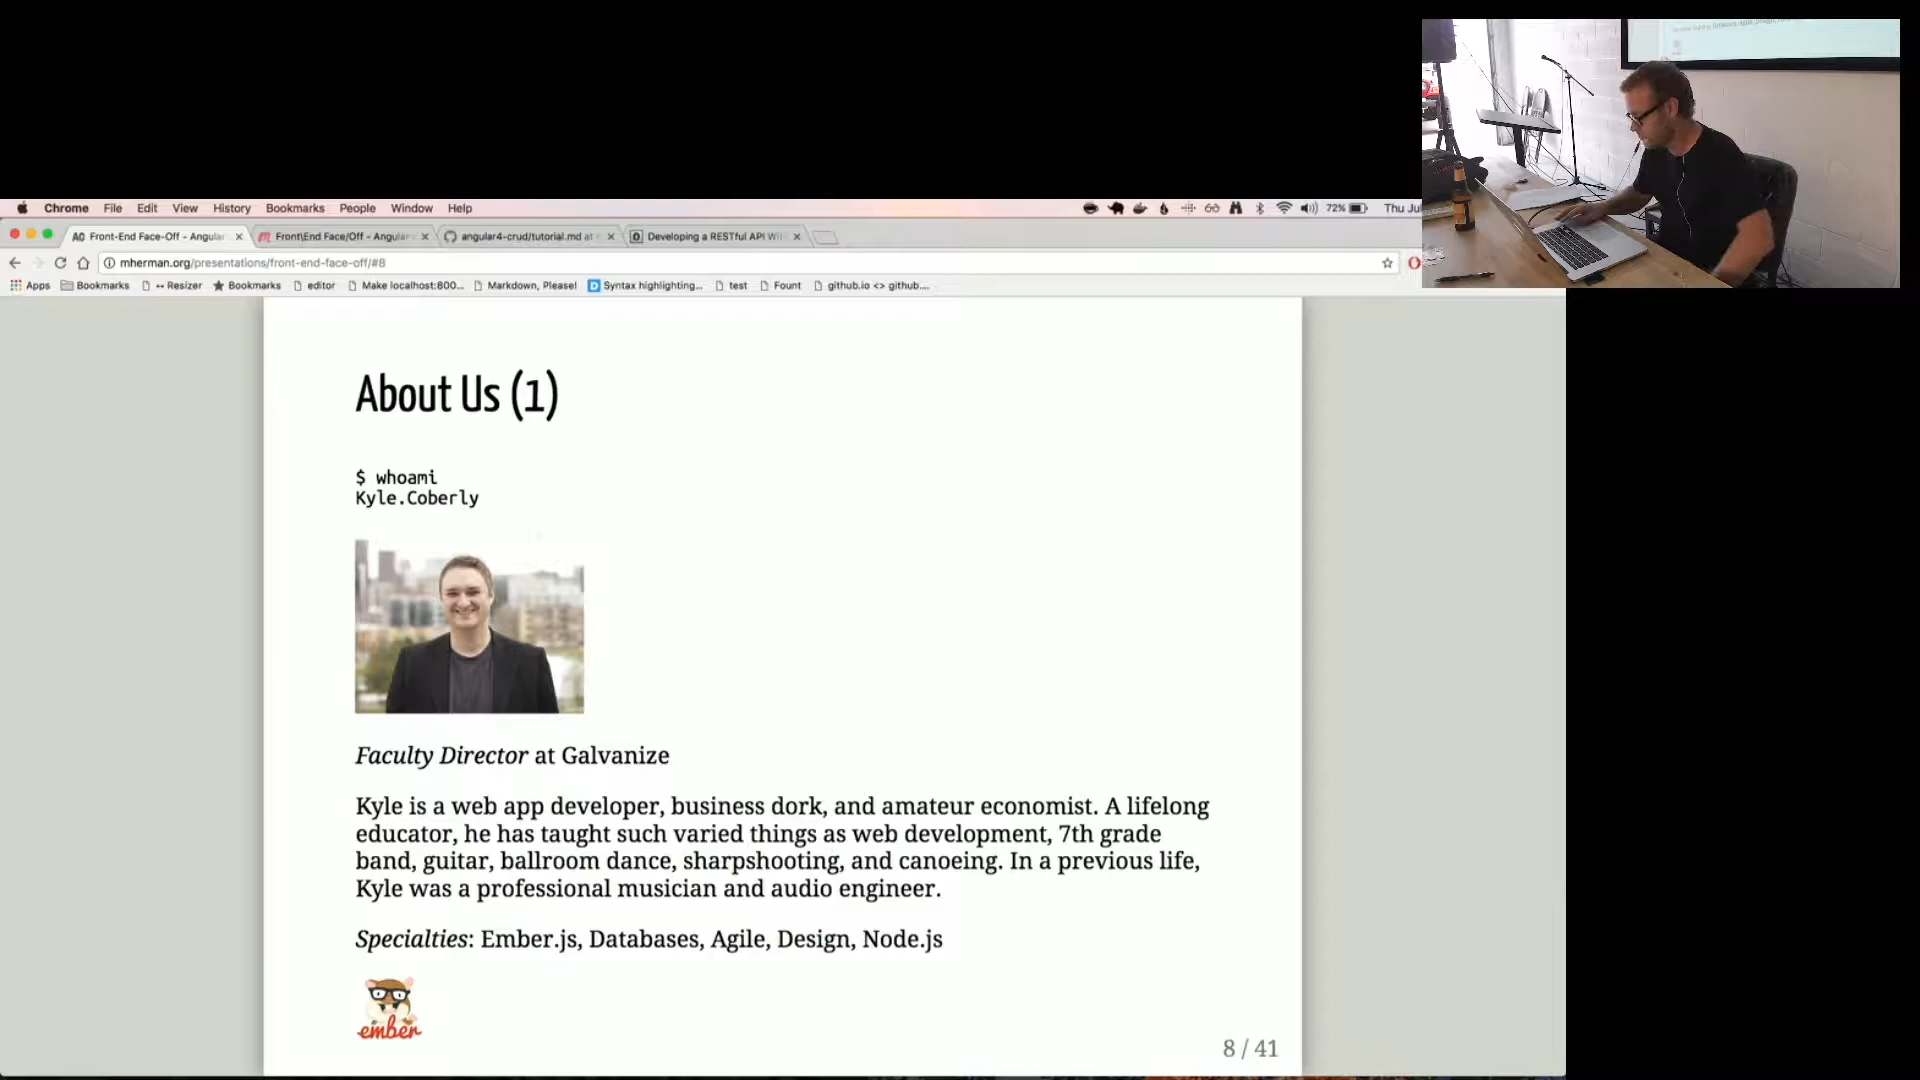 Chrome File Edit View History Bookmarks People Window Help
72%
Thu Jul
Front-End Face-Off - Angular
Front\End Face/Off - Angular
angular4-crud/tutorial.md at
Developing a RESTful API Wit
mherman.org/presentations/front-end-face-off/#8
Apps
Bookmarks
↔ Resizer
Bookmarks
editor
Make localhost:800...
Markdown, Please!
Syntax highlighting...
test
Fount
github.io <> github....
About Us (1)
$ whoami
Kyle.Coberly
Faculty Director at Galvanize
Kyle is a web app developer, business dork, and amateur economist. A lifelong
educator, he has taught such varied things as web development, 7th grade
band, guitar, ballroom dance, sharpshooting, and canoeing. In a previous life,
Kyle was a professional musician and audio engineer.
Specialties: Ember.js, Databases, Agile, Design, Node.js
ember
8 / 41